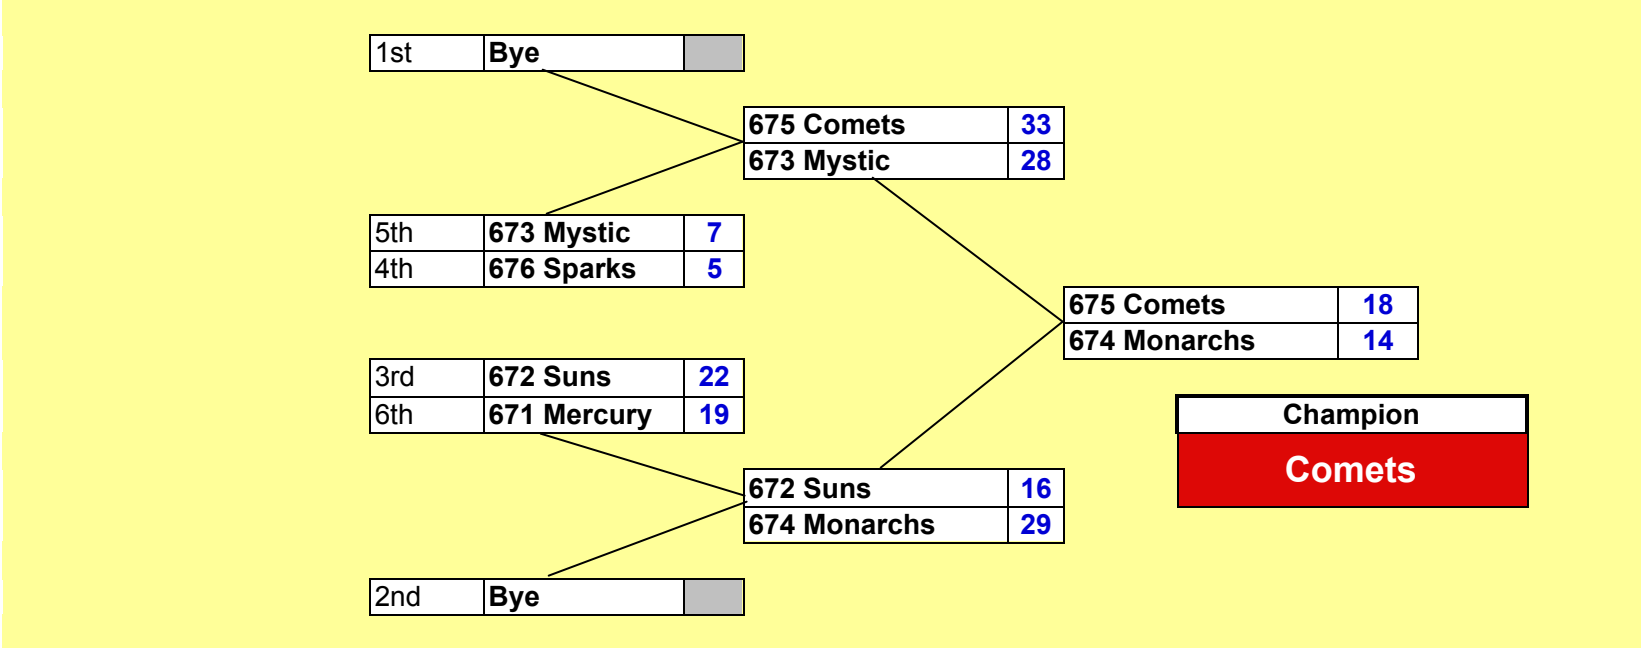 1st Bye
675 Comets 33
673 Mystic 28
5th 673 Mystic 7
4th 676 Sparks 5
675 Comets 18
674 Monarchs 14
3rd 672 Suns 22
6th 671 Mercury 19
Champion
Comets
672 Suns 16
674 Monarchs 29
2nd Bye